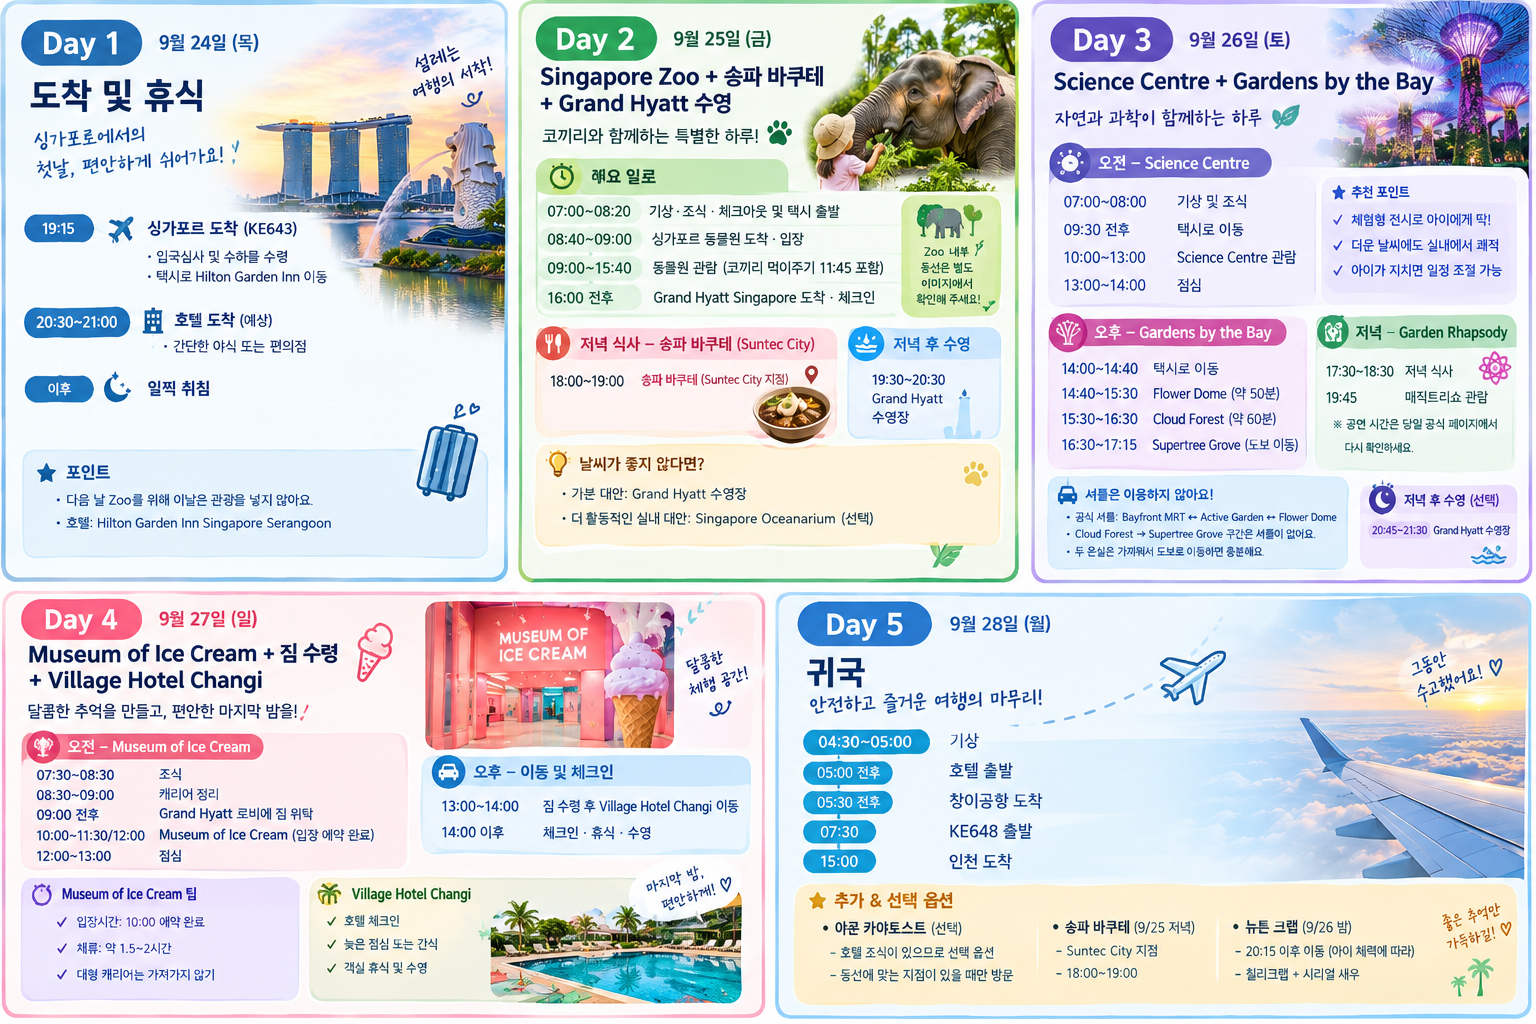 Day 1
9월 24일 (목)
도착 및 휴식
설레는
여행의 시작!
싱가포로에서의
첫날, 편안하게 쉬어가요!
19:15
싱가포르 도착 (KE643)
• 입국심사 및 수하물 수령
• 택시로 Hilton Garden Inn 이동
20:30~21:00
호텔 도착 (예상)
• 간단한 야식 또는 편의점
이후
일찍 취침
포인트
• 다음 날 Zoo를 위해 이날은 관광을 넣지 않아요.
• 호텔: Hilton Garden Inn Singapore Serangoon
Day 2
9월 25일 (금)
Singapore Zoo + 송파 바쿠테
+ Grand Hyatt 수영
코끼리와 함께하는 특별한 하루!
일로
07:00~08:20 기상 · 조식 · 체크아웃 및 택시 출발
08:40~09:00 싱가포르 동물원 도착 · 입장
09:00~15:40 동물원 관람 (코끼리 먹이주기 11:45 포함)
16:00 전후 Grand Hyatt Singapore 도착 · 체크인
Zoo 내부
동선은 별도
이미지에서
확인해 주세요!
저녁 식사 – 송파 바쿠테 (Suntec City)
18:00~19:00 송파 바쿠테 (Suntec City 지점)
저녁 후 수영
19:30~20:30
Grand Hyatt
수영장
날씨가 좋지 않다면?
• 가분 대안: Grand Hyatt 수영장
• 더 활동적인 실내 대안: Singapore Oceanarium (선택)
Day 3
9월 26일 (토)
Science Centre + Gardens by the Bay
자연과 과학이 함께하는 하루
오전 – Science Centre
07:00~08:00 기상 및 조식
09:30 전후 택시로 이동
10:00~13:00 Science Centre 관람
13:00~14:00 점심
추천 포인트
✓ 체험형 전시로 아이에게 딱!
✓ 더운 날씨에도 실내에서 쾌적
✓ 아이가 지치면 일정 조절 가능
오후 – Gardens by the Bay
14:00~14:40 택시로 이동
14:40~15:30 Flower Dome (약 50분)
15:30~16:30 Cloud Forest (약 60분)
16:30~17:15 Supertree Grove (도보 이동)
저녁 – Garden Rhapsody
17:30~18:30 저녁 식사
19:45 매직트리쇼 관람
※ 공연 시간은 당일 공식 페이지에서
다시 확인하세요.
셔틀은 이용하지 않아요!
• 공식 셔틀: Bayfront MRT ↔ Active Garden ↔ Flower Dome
• Cloud Forest → Supertree Grove 구간은 셔틀이 없어요.
• 두 온실은 가까워서 도보로 이동하면 충분해요.
저녁 후 수영 (선택)
20:45~21:30 Grand Hyatt 수영장
Day 4
9월 27일 (일)
Museum of Ice Cream + 짐 수령
+ Village Hotel Changi
달콤한 추억을 만들고, 편안한 마지막 밤을!
MUSEUM OF
ICE CREAM
달콤한
체행 공간!
오전 – Museum of Ice Cream
07:30~08:30 조식
08:30~09:00 캐리어 정리
09:00 전후 Grand Hyatt 로비에 짐 위탁
10:00~11:30/12:00 Museum of Ice Cream (입장 예약 완료)
12:00~13:00 점심
오후 – 이동 및 체크인
13:00~14:00 짐 수령 후 Village Hotel Changi 이동
14:00 이후 체크인 · 휴식 · 수영
Museum of Ice Cream 팁
✓ 입장시간: 10:00 예약 완료
✓ 채류: 약 1.5~2시간
✓ 대형 캐리어는 가져가지 않기
Village Hotel Changi
✓ 호텔 체크인
✓ 늦은 점심 또는 간식
✓ 객실 휴식 및 수영
마지막 밤,
편안하게!
Day 5
9월 28일 (월)
귀국
안전하고 즐거운 여행의 마무리!
그동안
수고했어요!
04:30~05:00 기상
05:00 전후 호텔 출발
05:30 전후 창이공항 도착
07:30 KE648 출발
15:00 인천 도착
추가 & 선택 옵션
• 야쿤 카야토스트 (선택)
– 호텔 조식이 있으므로 선택 옵션
– 동선에 맞는 지점이 있을 때만 방문
• 송파 바쿠테 (9/25 저녁)
– Suntec City 지점
– 18:00~19:00
• 뉴튼 크랩 (9/26 밤)
– 20:15 이후 이동 (아이 체력에 따라)
– 칠리크랩 + 시리얼 새우
좋은 추억만
가득하길!